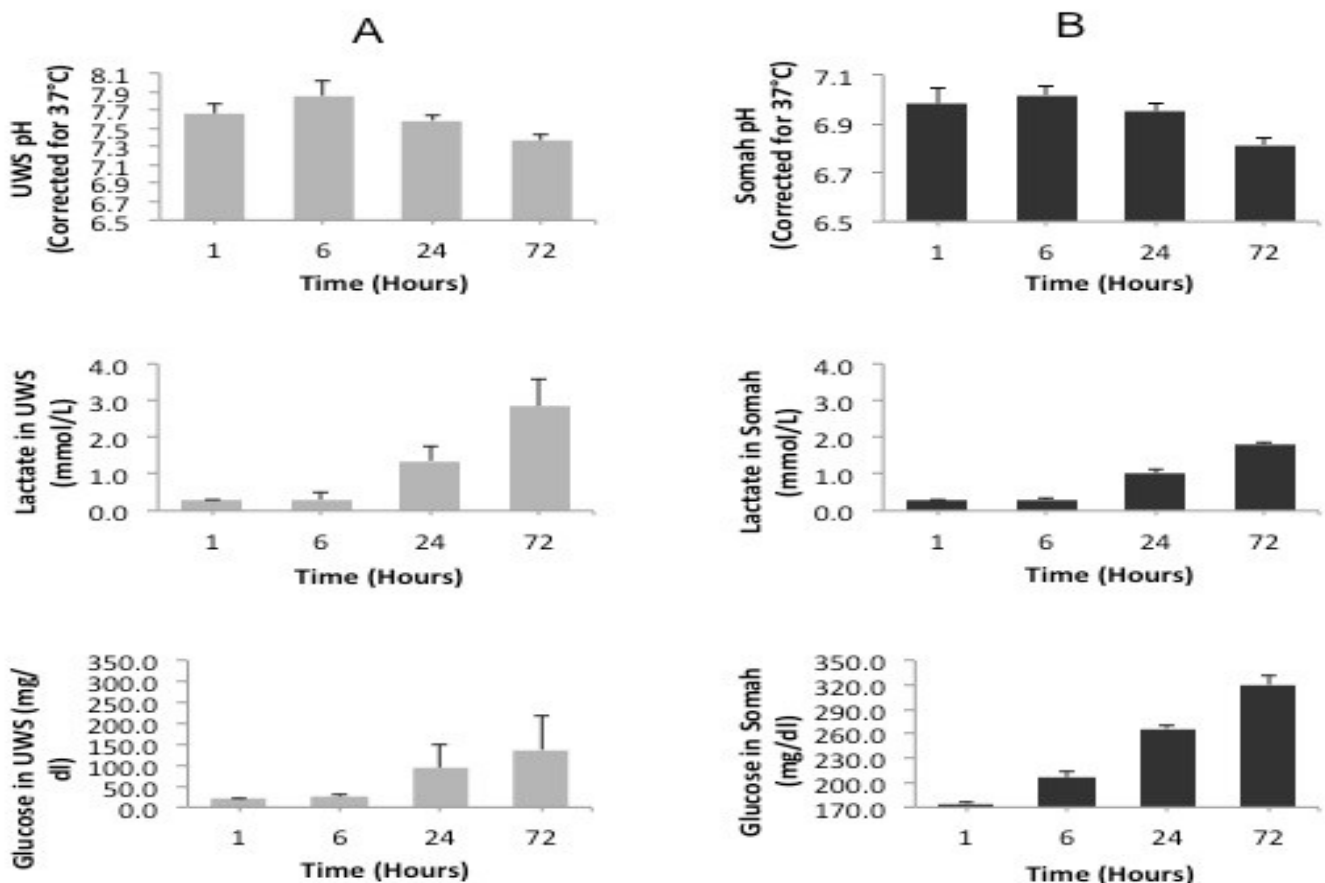 A
UWS pH
(Corrected for 37°C)
8.1
7.9
7.7
7.5
7.3
7.1
6.9
6.7
6.5
1 6 24 72
Time (Hours)
Lactate in UWS
(mmol/L)
4.0
3.0
2.0
1.0
0.0
1 6 24 72
Time (Hours)
Glucose in UWS (mg/
dl)
350.0
300.0
250.0
200.0
150.0
100.0
50.0
0.0
1 6 24 72
Time (Hours)
B
Somah pH
(Corrected for 37°C)
7.1
6.9
6.7
6.5
1 6 24 72
Time (Hours)
Lactate in Somah
(mmol/L)
4.0
3.0
2.0
1.0
0.0
1 6 24 72
Time (Hours)
Glucose in Somah
(mg/dl)
350.0
320.0
290.0
260.0
230.0
200.0
170.0
1 6 24 72
Time (Hours)